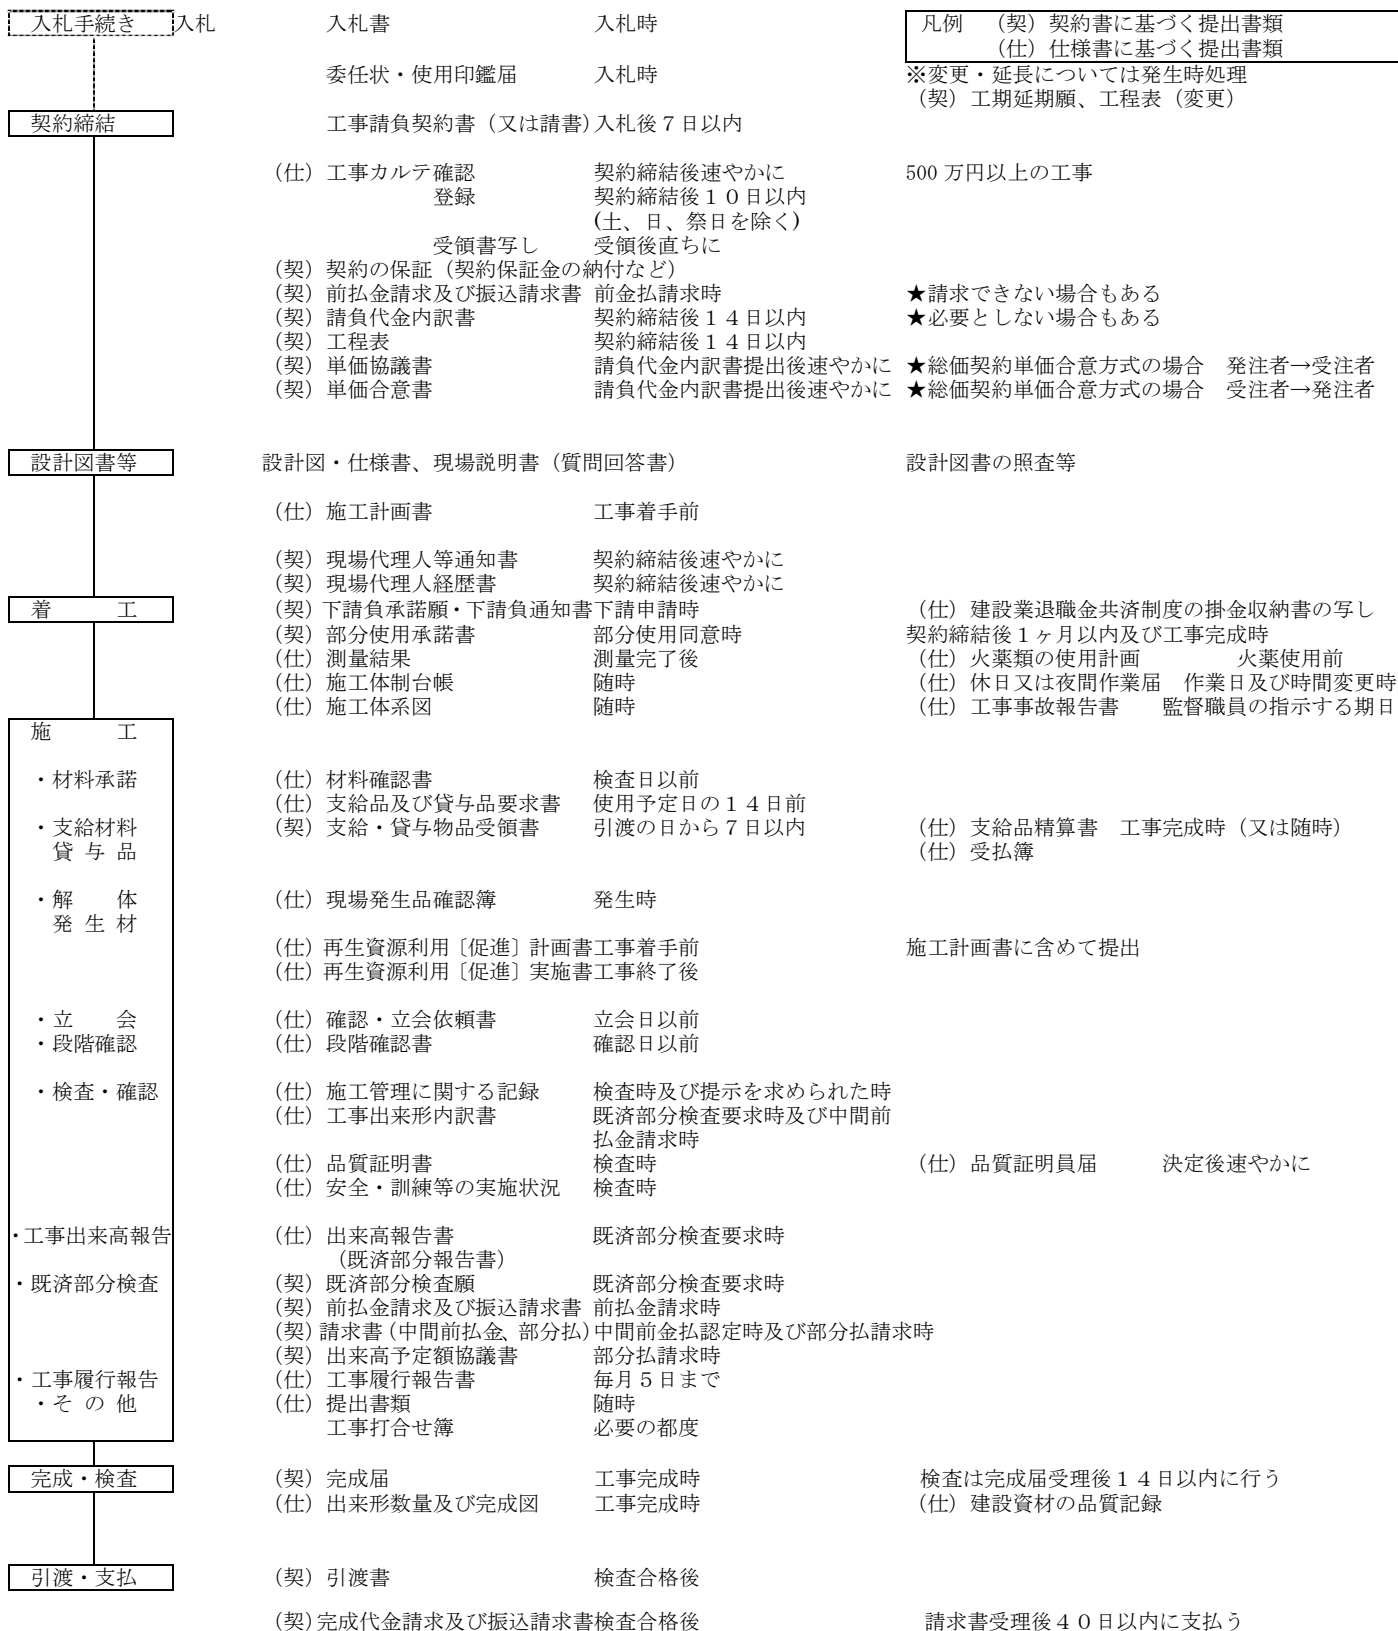 入札手続き 入札 入札書 入札時 凡例 （契）契約書に基づく提出書類
（仕）仕様書に基づく提出書類
委任状・使用印鑑届 入札時 ※変更・延長については発生時処理
（契）工期延期願、工程表（変更）
契約締結 工事請負契約書（又は請書）入札後７日以内
（仕）工事カルテ確認 契約締結後速やかに 500 万円以上の工事
登録 契約締結後１０日以内
(土、日、祭日を除く)
受領書写し 受領後直ちに
（契）契約の保証（契約保証金の納付など）
（契）前払金請求及び振込請求書 前金払請求時 ★請求できない場合もある
（契）請負代金内訳書 契約締結後１４日以内 ★必要としない場合もある
（契）工程表 契約締結後１４日以内
（契）単価協議書 請負代金内訳書提出後速やかに ★総価契約単価合意方式の場合 発注者→受注者
（契）単価合意書 請負代金内訳書提出後速やかに ★総価契約単価合意方式の場合 受注者→発注者
設計図書等 設計図・仕様書、現場説明書（質問回答書） 設計図書の照査等
（仕）施工計画書 工事着手前
（契）現場代理人等通知書 契約締結後速やかに
（契）現場代理人経歴書 契約締結後速やかに
着 工 （契）下請負承諾願・下請負通知書下請申請時 （仕）建設業退職金共済制度の掛金収納書の写し
（契）部分使用承諾書 部分使用同意時 契約締結後１ヶ月以内及び工事完成時
（仕）測量結果 測量完了後 （仕）火薬類の使用計画 火薬使用前
（仕）施工体制台帳 随時 （仕）休日又は夜間作業届 作業日及び時間変更時
（仕）施工体系図 随時 （仕）工事事故報告書 監督職員の指示する期日
施 工
・材料承諾 （仕）材料確認書 検査日以前
（仕）支給品及び貸与品要求書 使用予定日の１４日前
・支給材料 （契）支給・貸与物品受領書 引渡の日から７日以内 （仕）支給品精算書 工事完成時（又は随時）
貸 与 品 （仕）受払簿
・解 体 （仕）現場発生品確認簿 発生時
発 生 材
（仕）再生資源利用〔促進〕計画書工事着手前 施工計画書に含めて提出
（仕）再生資源利用〔促進〕実施書工事終了後
・立 会 （仕）確認・立会依頼書 立会日以前
・段階確認 （仕）段階確認書 確認日以前
・検査・確認 （仕）施工管理に関する記録 検査時及び提示を求められた時
（仕）工事出来形内訳書 既済部分検査要求時及び中間前
払金請求時
（仕）品質証明書 検査時 （仕）品質証明員届 決定後速やかに
（仕）安全・訓練等の実施状況 検査時
・工事出来高報告 （仕）出来高報告書 既済部分検査要求時
（既済部分報告書）
・既済部分検査 （契）既済部分検査願 既済部分検査要求時
（契）前払金請求及び振込請求書 前払金請求時
（契）請求書（中間前払金、部分払）中間前金払認定時及び部分払請求時
（契）出来高予定額協議書 部分払請求時
・工事履行報告 （仕）工事履行報告書 毎月５日まで
・そ の 他 （仕）提出書類 随時
工事打合せ簿 必要の都度
完成・検査 （契）完成届 工事完成時 検査は完成届受理後１４日以内に行う
（仕）出来形数量及び完成図 工事完成時 （仕）建設資材の品質記録
引渡・支払 （契）引渡書 検査合格後
（契）完成代金請求及び振込請求書検査合格後 請求書受理後４０日以内に支払う